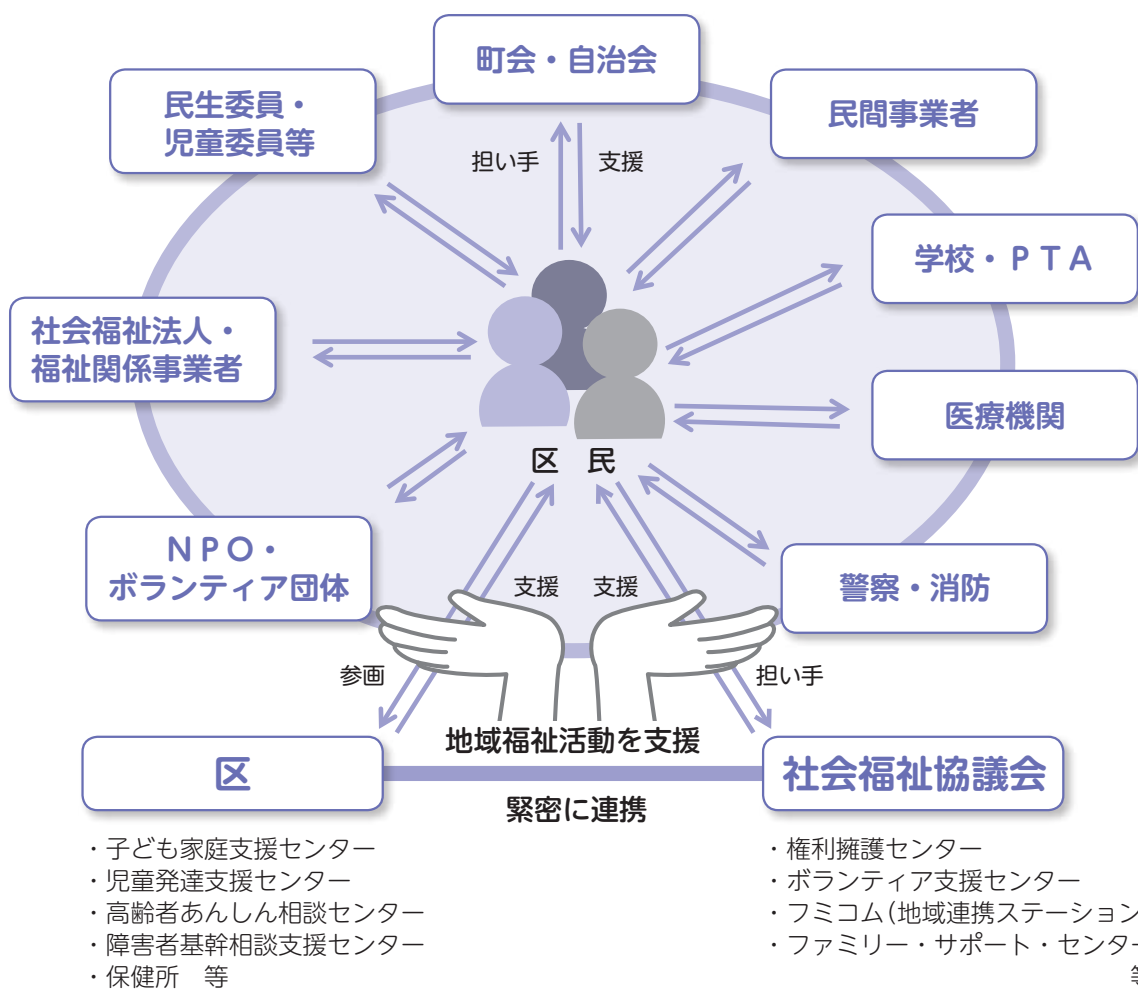 町会・自治会
民生委員・
児童委員等
民間事業者
担い手
支援
学校・ＰＴＡ
社会福祉法人・
福祉関係事業者
医療機関
区　民
ＮＰＯ・
ボランティア団体
支援
支援
警察・消防
参画
担い手
地域福祉活動を支援
区
社会福祉協議会
緊密に連携
・子ども家庭支援センター
・児童発達支援センター
・高齢者あんしん相談センター
・障害者基幹相談支援センター
・保健所　等
・権利擁護センター
・ボランティア支援センター
・フミコム（地域連携ステーション
・ファミリー・サポート・センター
等